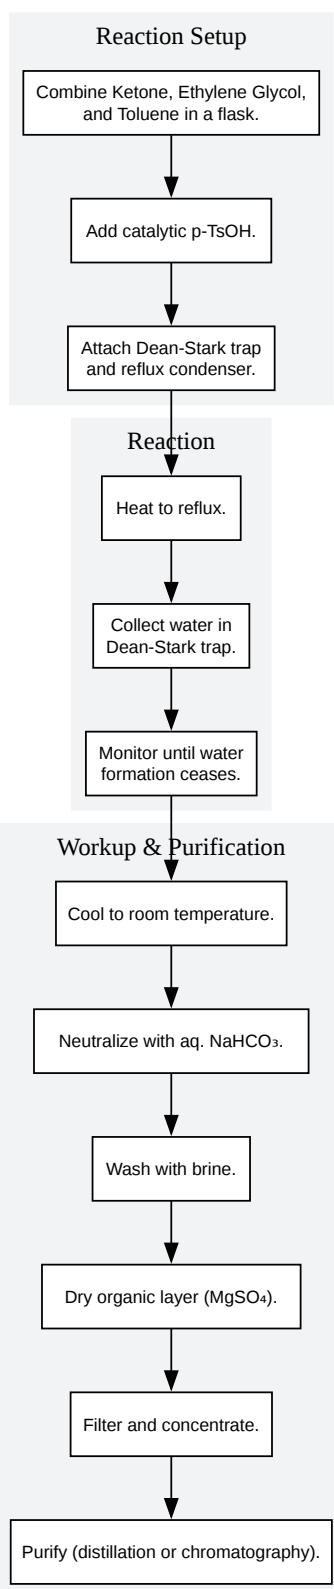 Reaction Setup
Combine Ketone, Ethylene Glycol,
and Toluene in a flask.
Add catalytic p-TsOH.
Attach Dean-Stark trap
and reflux condenser.
Reaction
Heat to reflux.
Collect water in
Dean-Stark trap.
Monitor until water
formation ceases.
Workup & Purification
Cool to room temperature.
Neutralize with aq. NaHCO₃.
Wash with brine.
Dry organic layer (MgSO₄).
Filter and concentrate.
Purify (distillation or chromatography).